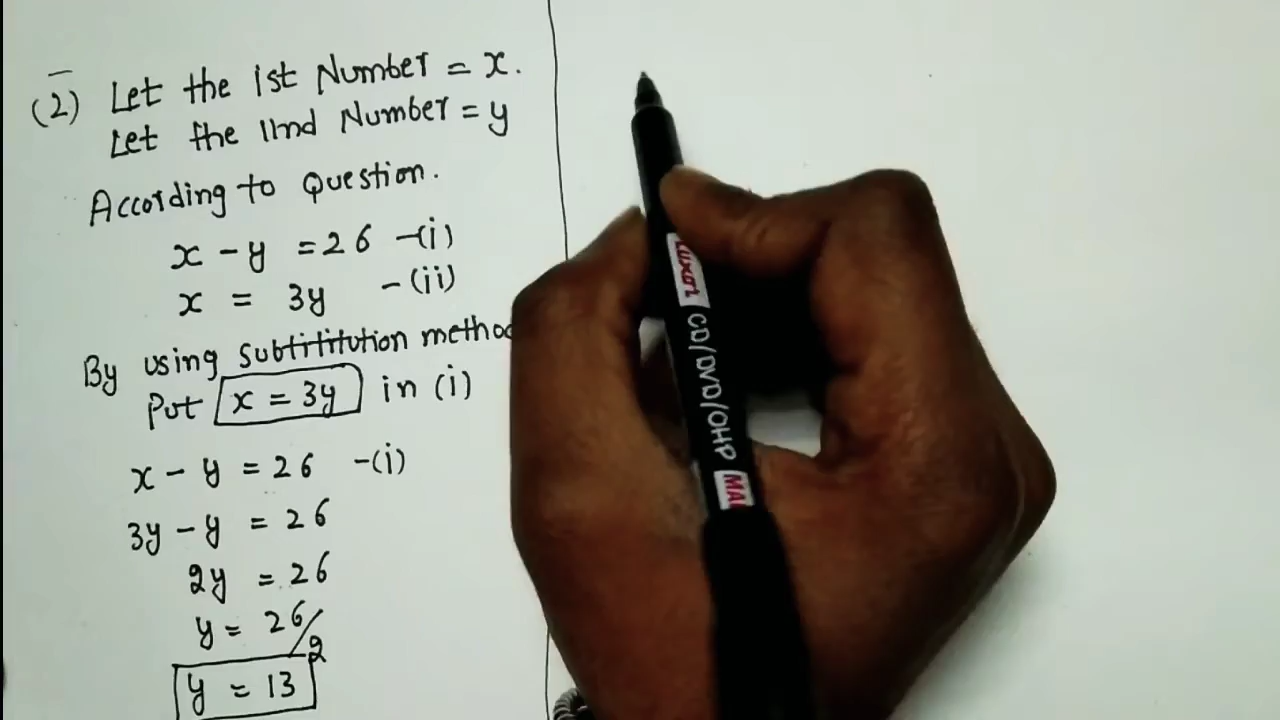 (2) Let the 1st Number = x.
Let the IInd Number = y
According to Question.
x - y = 26 -(i)
x = 3y -(ii)
By using subtititution
Put x = 3y in (i)
x - y = 26 -(i)
3y - y = 26
2y = 26
y = 26/2
y = 13
Luxor CD/DVD/OHP